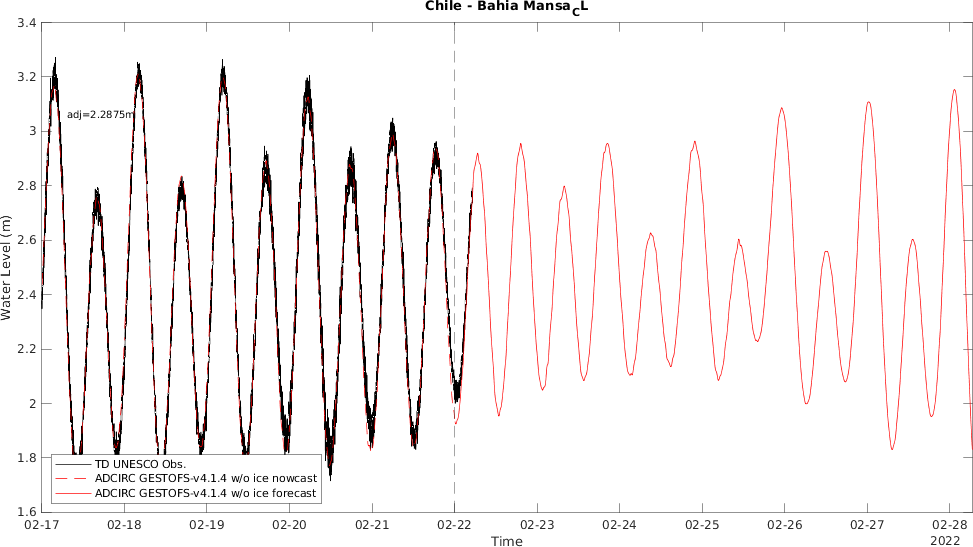 Chile - Bahia Mansa_CL
3.4
3.2
3
2.8
2.6
2.4
2.2
2
1.8
1.6
Water Level (m)
adj=2.2875m
TD UNESCO Obs.
ADCIRC GESTOFS-v4.1.4 w/o ice nowcast
ADCIRC GESTOFS-v4.1.4 w/o ice forecast
02-17 02-18 02-19 02-20 02-21 02-22 02-23 02-24 02-25 02-26 02-27 02-28
Time
2022